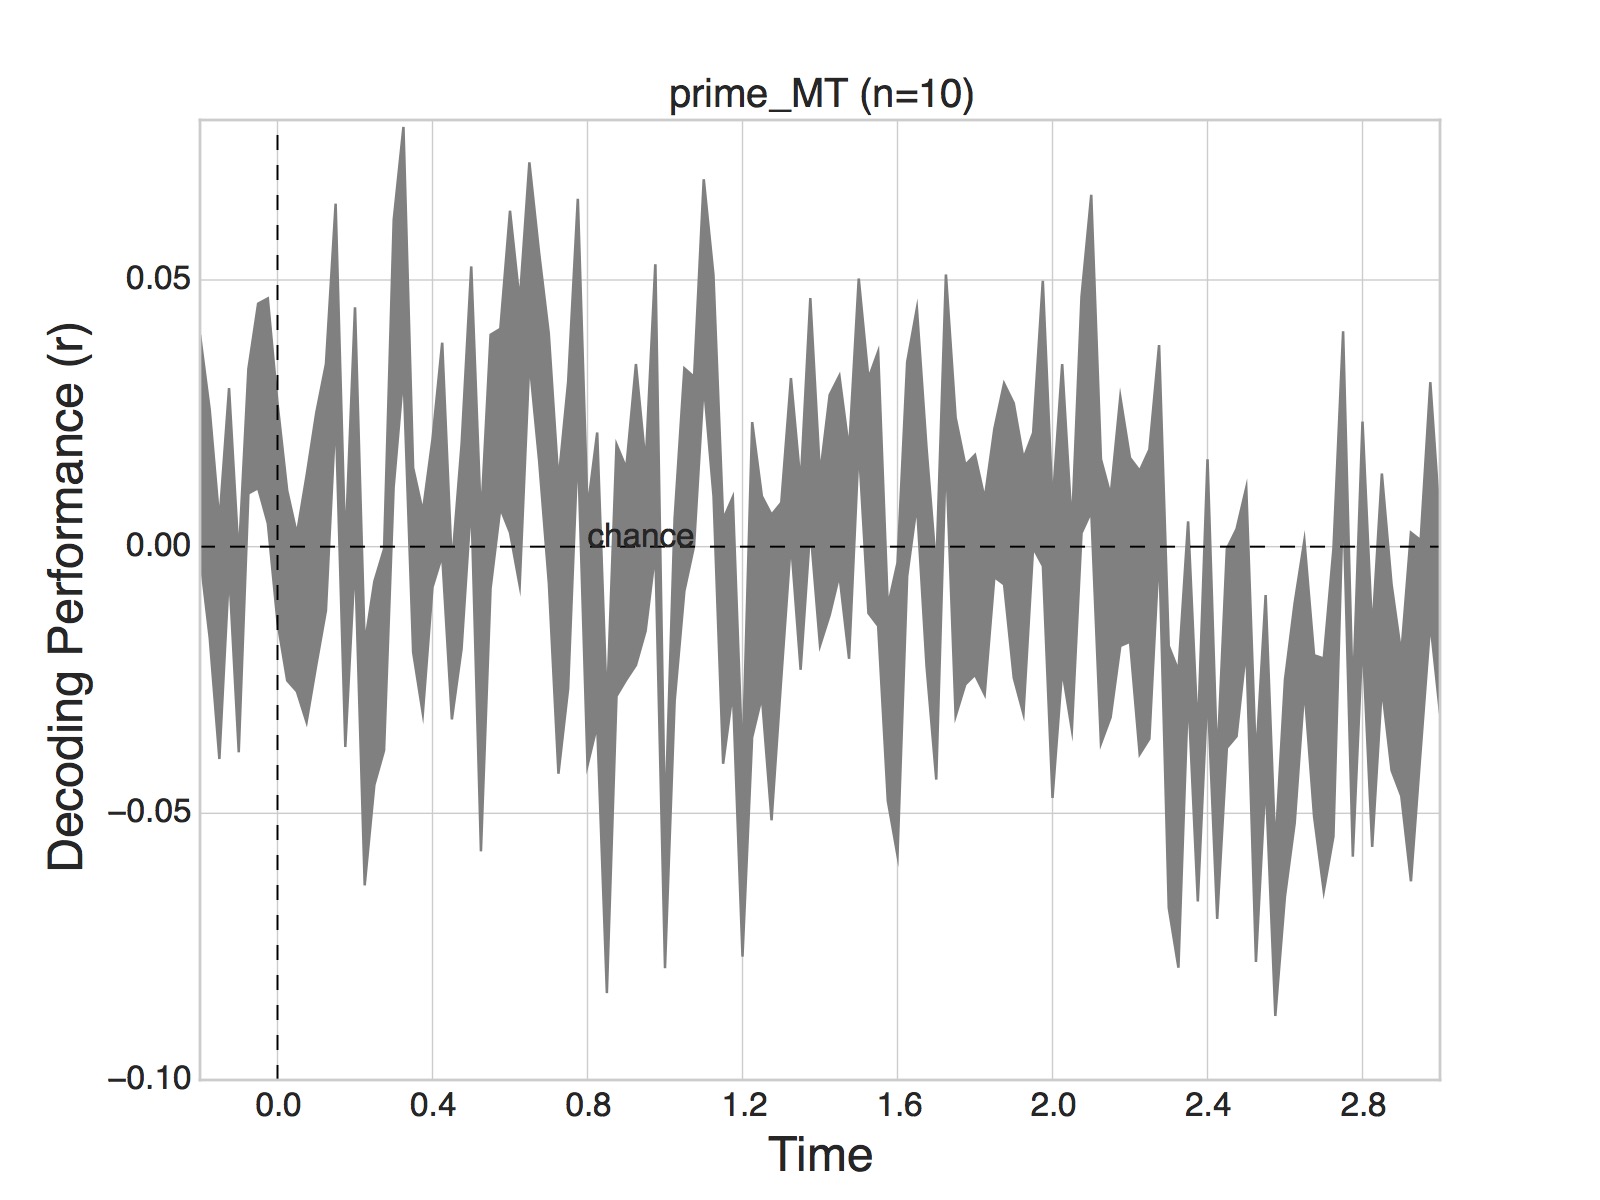 prime_MT (n=10)
Decoding Performance (r)
0.05
0.00
−0.05
−0.10
chance
0.0 0.4 0.8 1.2 1.6 2.0 2.4 2.8
Time